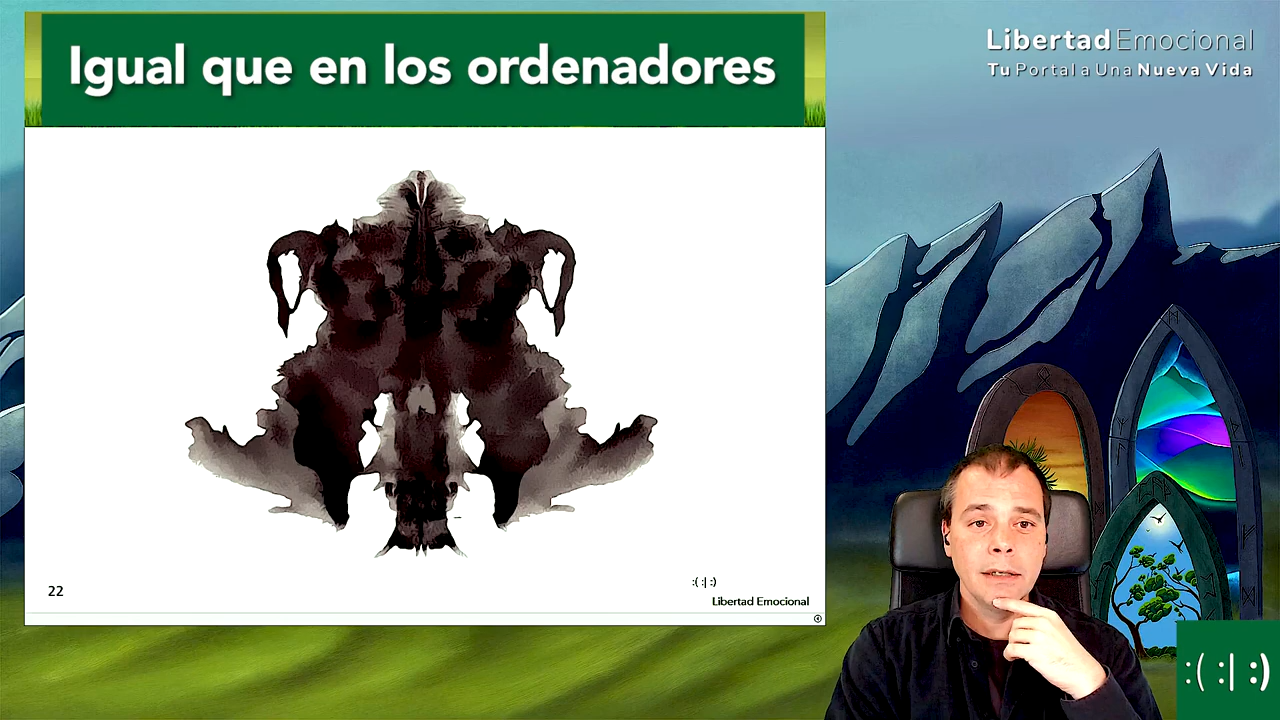 Igual que en los ordenadores
Libertad Emocional
Tu Portal a Una Nueva Vida
22
:( :| :)
Libertad Emocional
:( :| :)